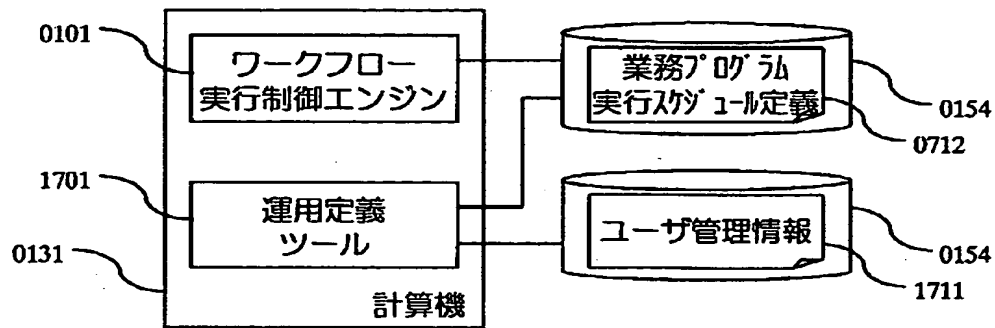 0101
ワークフロー
実行制御エンジン
業務プログラム
実行スケジュール定義
0154
0712
1701
運用定義
ツール
ユーザ管理情報
0154
0131
1711
計算機